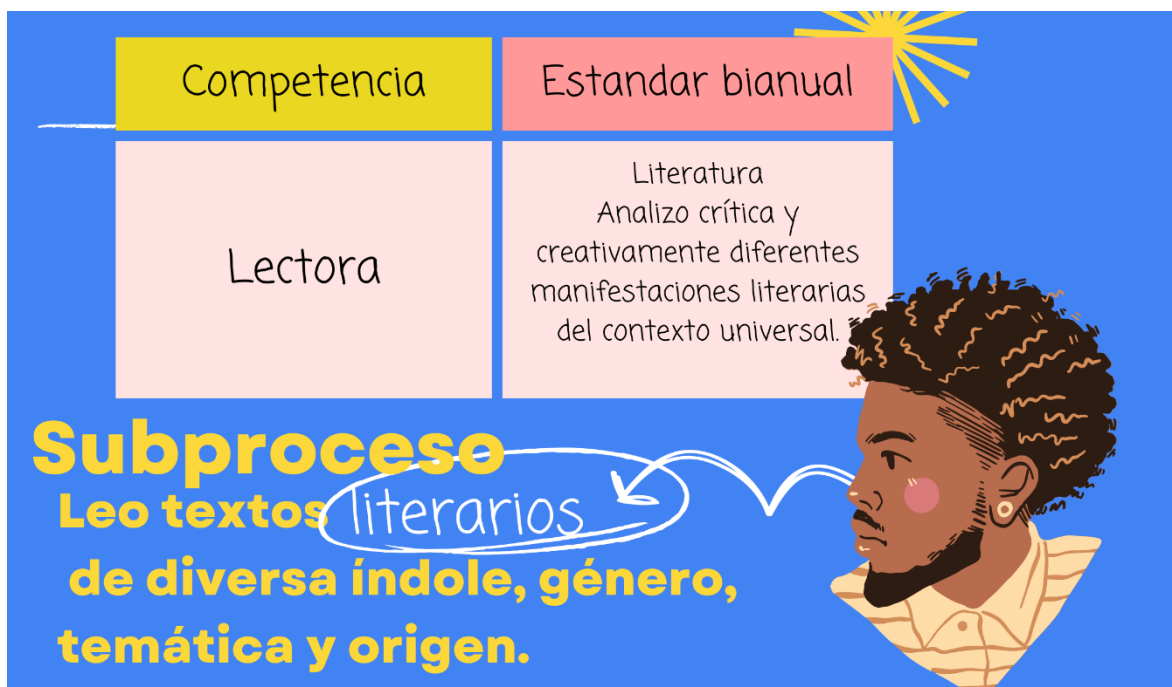 Competencia
Estandar bianual
Lectora
Literatura
Analizo crítica y
creativamente diferentes
manifestaciones literarias
del contexto universal.
Subproceso
Leo textos literarios
de diversa índole, género,
temática y origen.